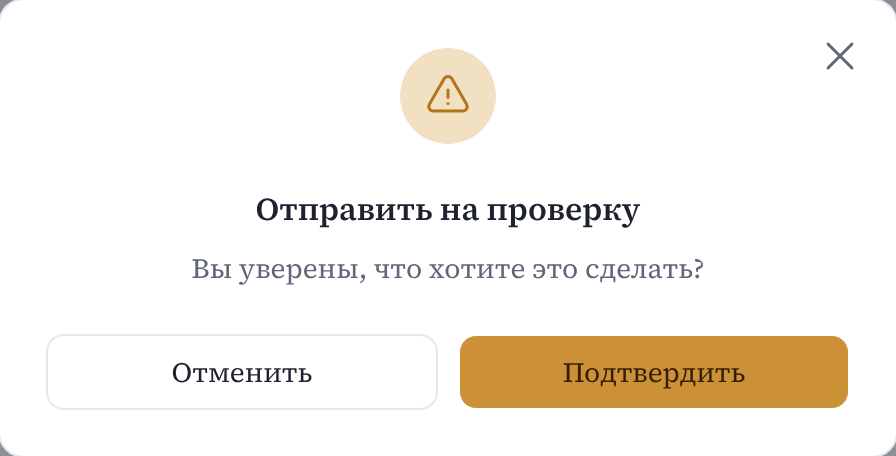 Отправить на проверку
Вы уверены, что хотите это сделать?
Отменить
Подтвердить